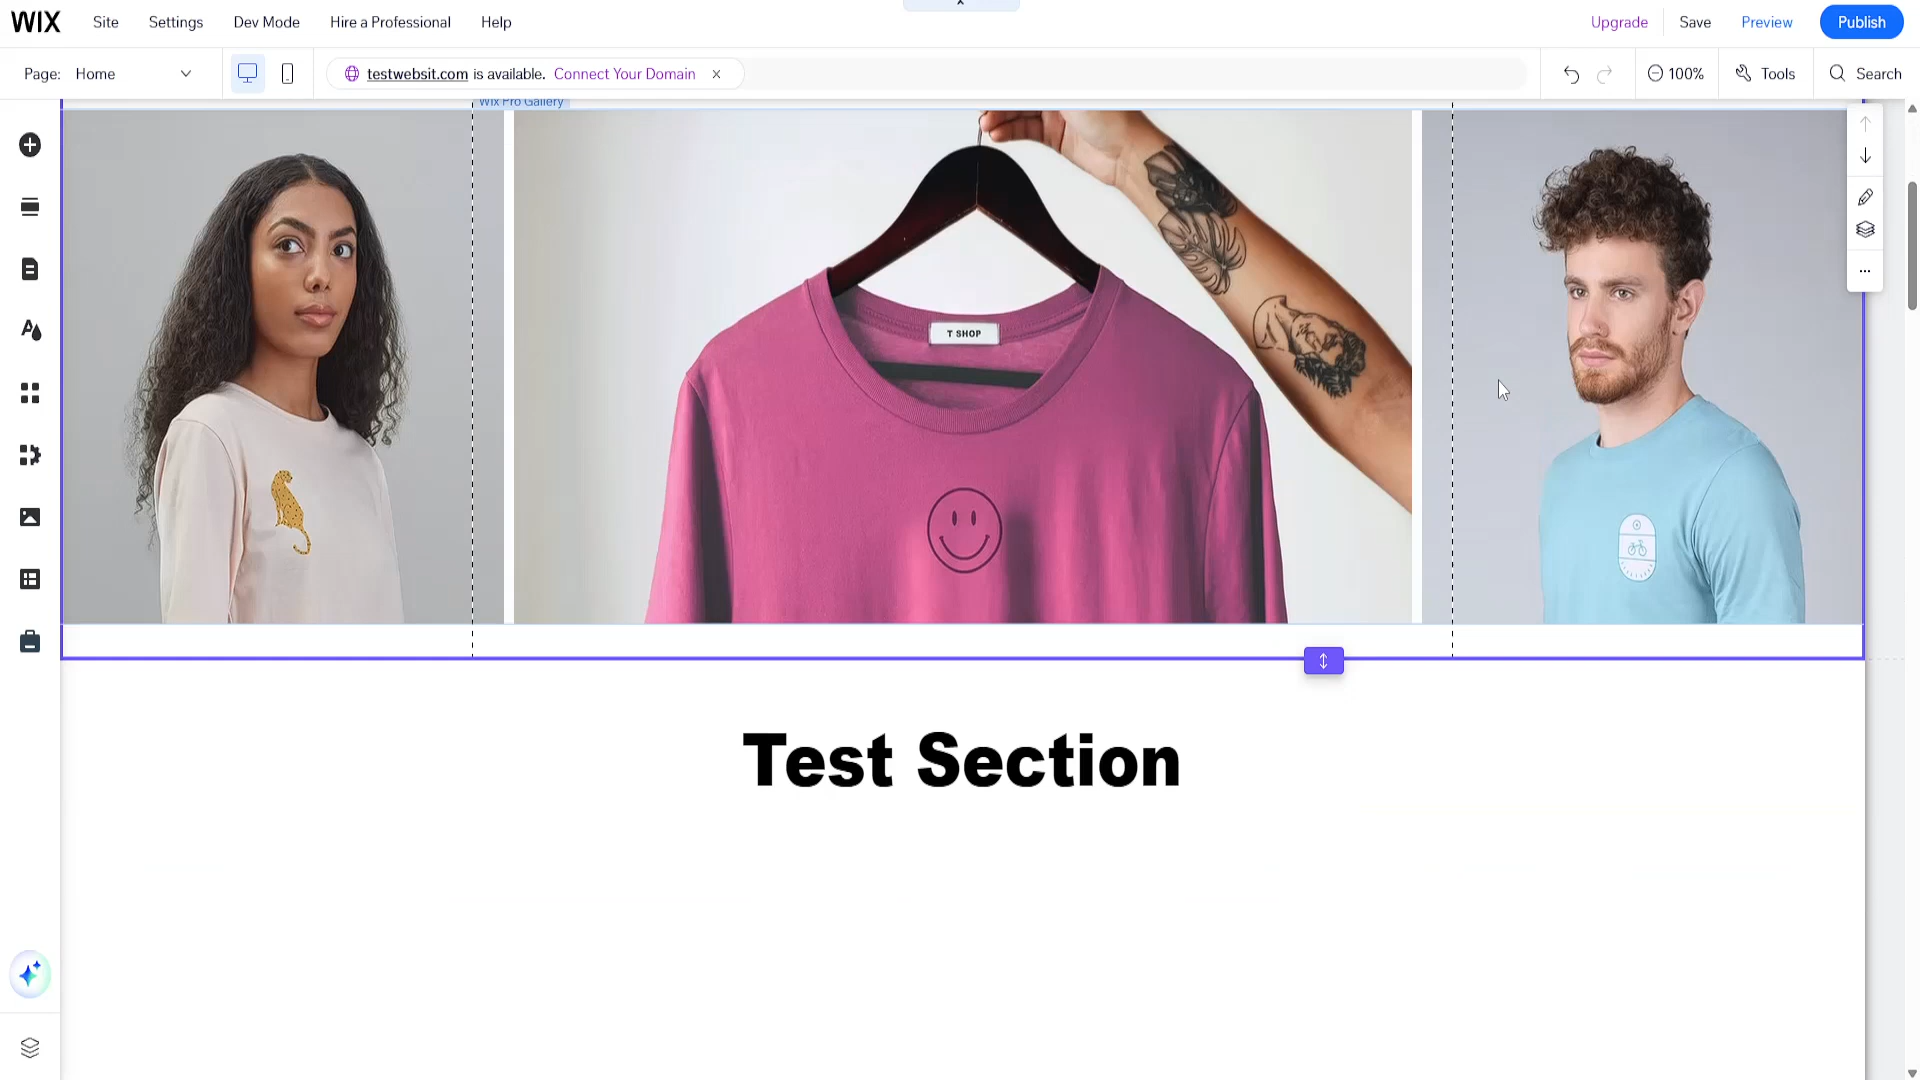 WIX Site Settings Dev Mode Hire a Professional Help Upgrade Save Preview Publish
Page: Home testwebsit.com is available. Connect Your Domain 100% Tools Search
Wix Pro Gallery
T SHOP
Test Section